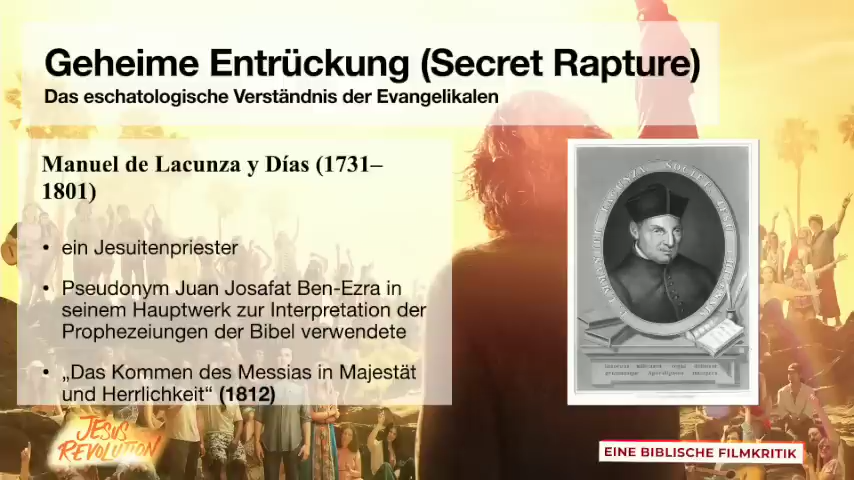 Geheime Entrückung (Secret Rapture)
Das eschatologische Verständnis der Evangelikalen
Manuel de Lacunza y Días (1731–
1801)
• ein Jesuitenpriester
• Pseudonym Juan Josafat Ben-Ezra in
seinem Hauptwerk zur Interpretation der
Prophezeiungen der Bibel verwendete
• „Das Kommen des Messias in Majestät
und Herrlichkeit“ (1812)
JESUS
REVOLUTION
EINE BIBLISCHE FILMKRITIK